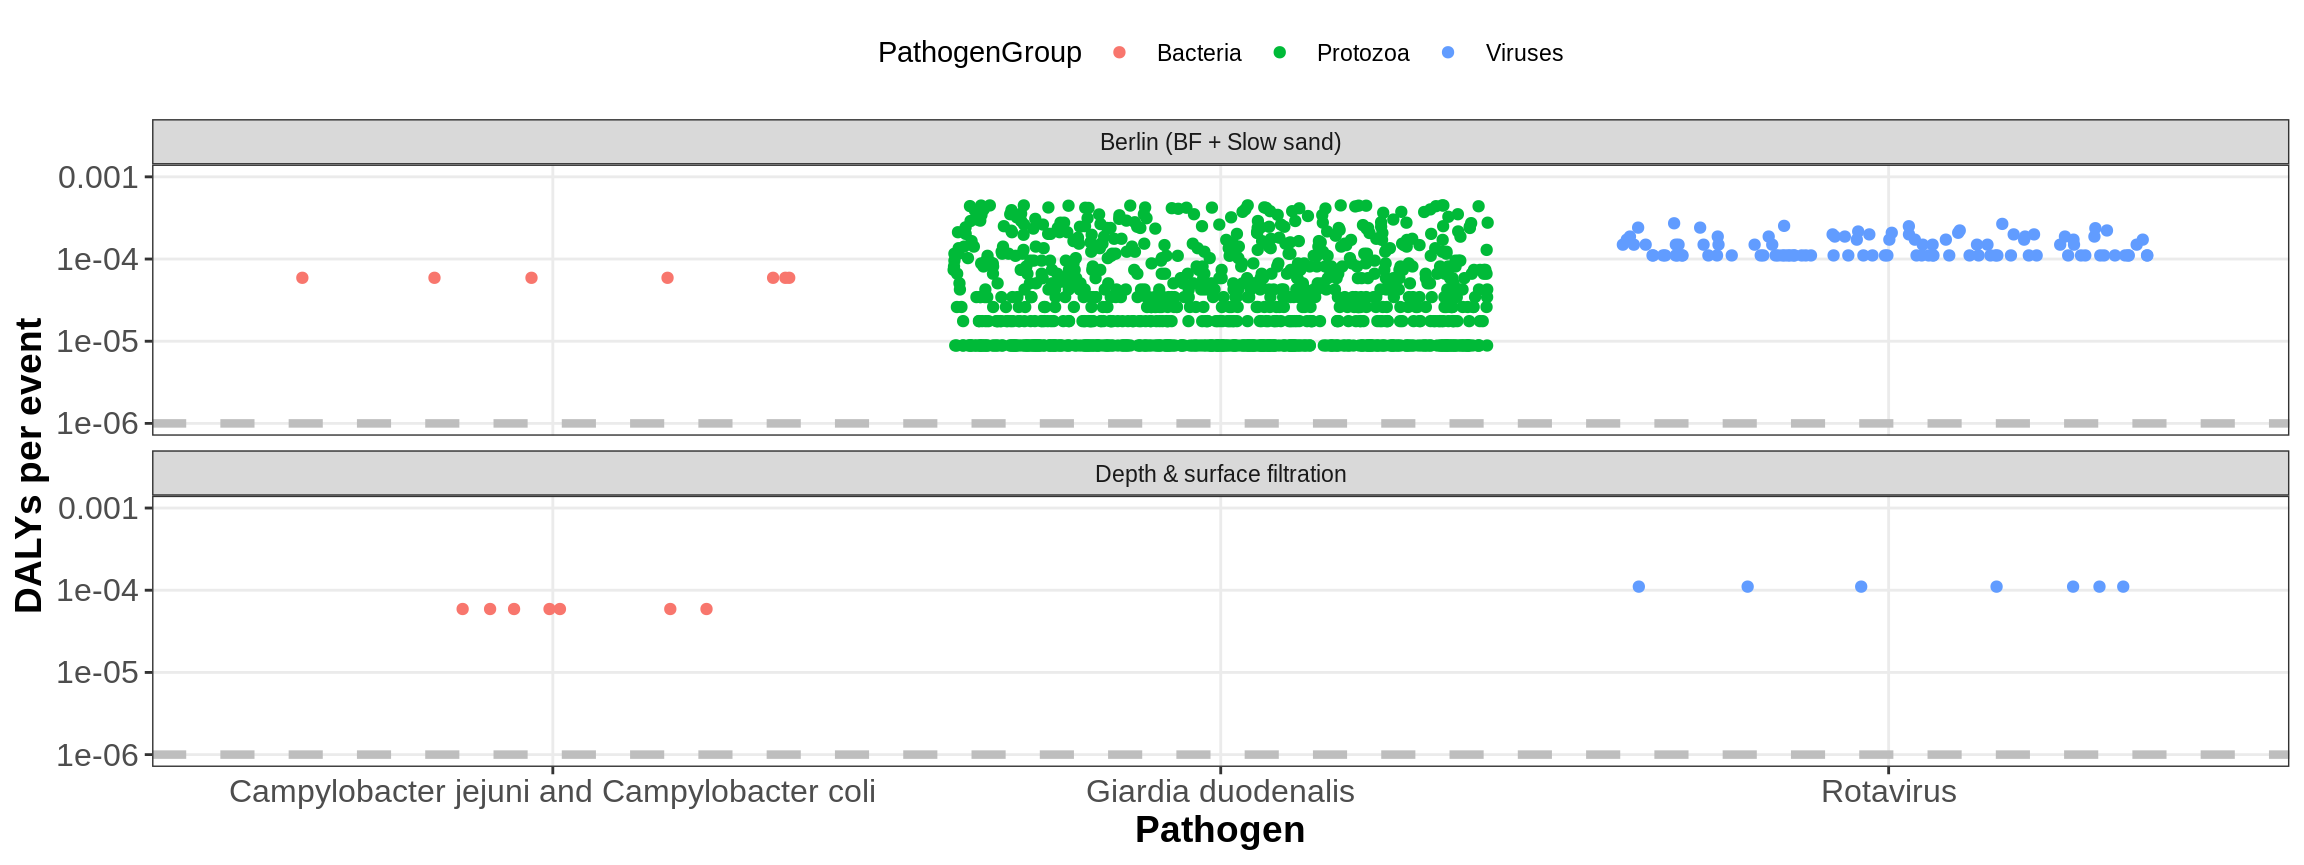 PathogenGroup Bacteria Protozoa Viruses
Berlin (BF + Slow sand)
0.001
1e-04
1e-05
1e-06
Depth & surface filtration
0.001
1e-04
1e-05
1e-06
DALYs per event
Campylobacter jejuni and Campylobacter coli Giardia duodenalis Rotavirus
Pathogen